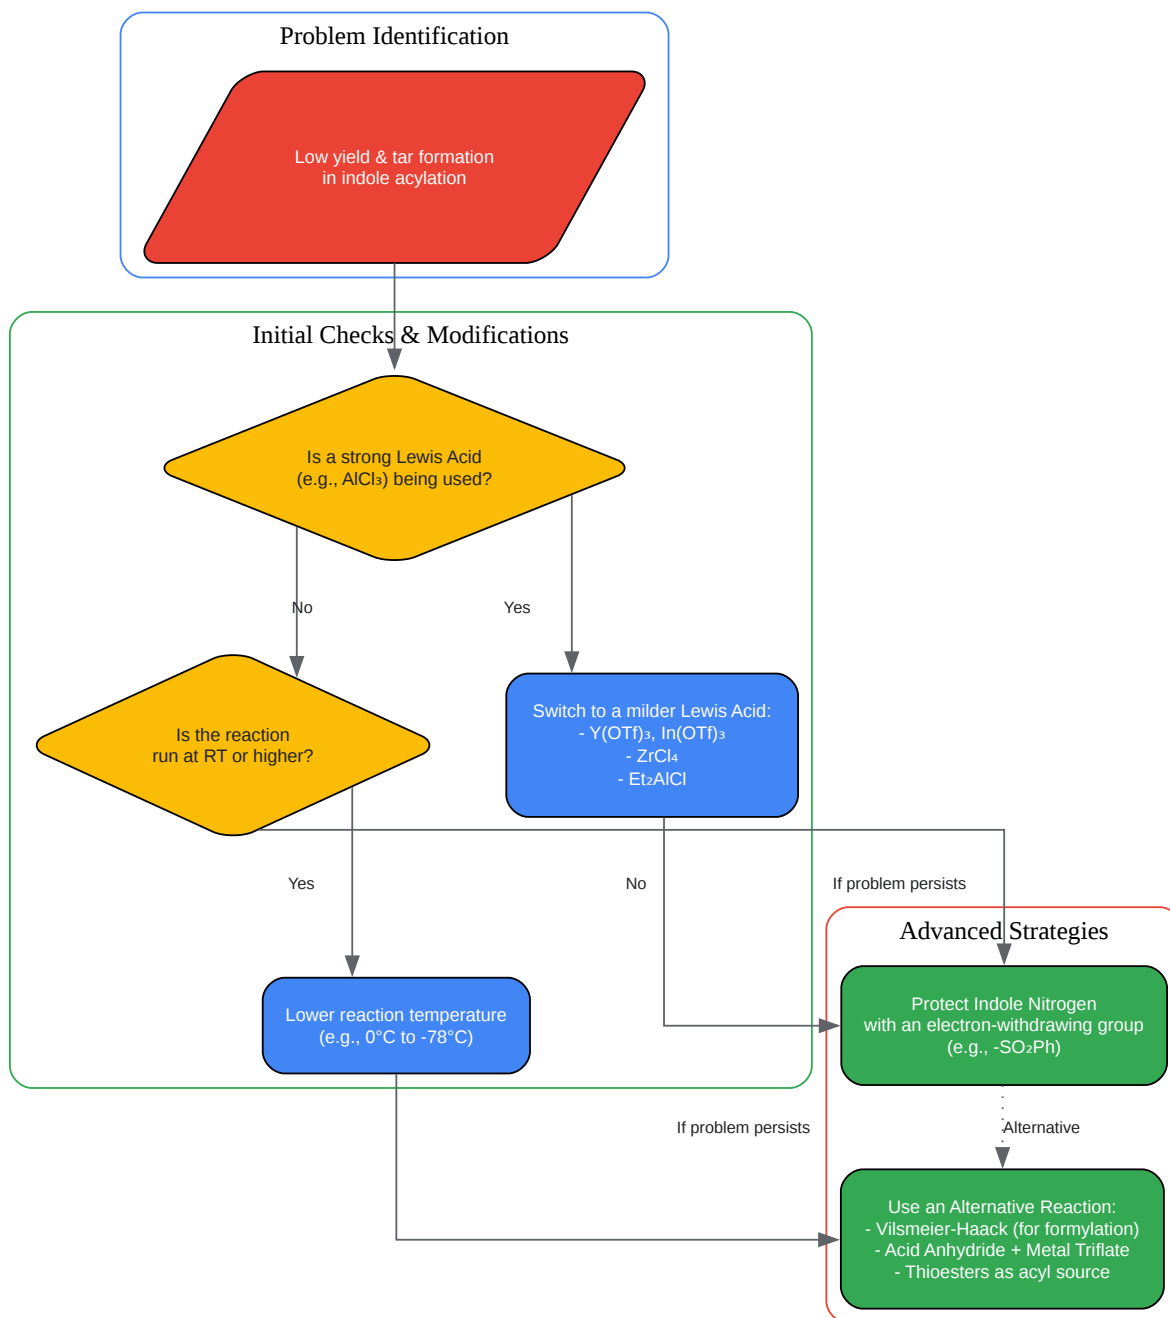 Problem Identification
Low yield & tar formation
in indole acylation
Initial Checks & Modifications
Is a strong Lewis Acid
(e.g., AlCl₃) being used?
No
Yes
Is the reaction
run at RT or higher?
Switch to a milder Lewis Acid:
- Y(OTf)₃, In(OTf)₃
- ZrCl₄
- Et₂AlCl
Yes
No
If problem persists
Advanced Strategies
Lower reaction temperature
(e.g., 0°C to -78°C)
Protect Indole Nitrogen
with an electron-withdrawing group
(e.g., -SO₂Ph)
If problem persists
Alternative
Use an Alternative Reaction:
- Vilsmeier-Haack (for formylation)
- Acid Anhydride + Metal Triflate
- Thioesters as acyl source